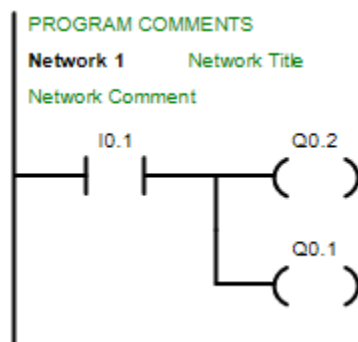 PROGRAM COMMENTS
Network 1 Network Title
Network Comment
I0.1 Q0.2
Q0.1